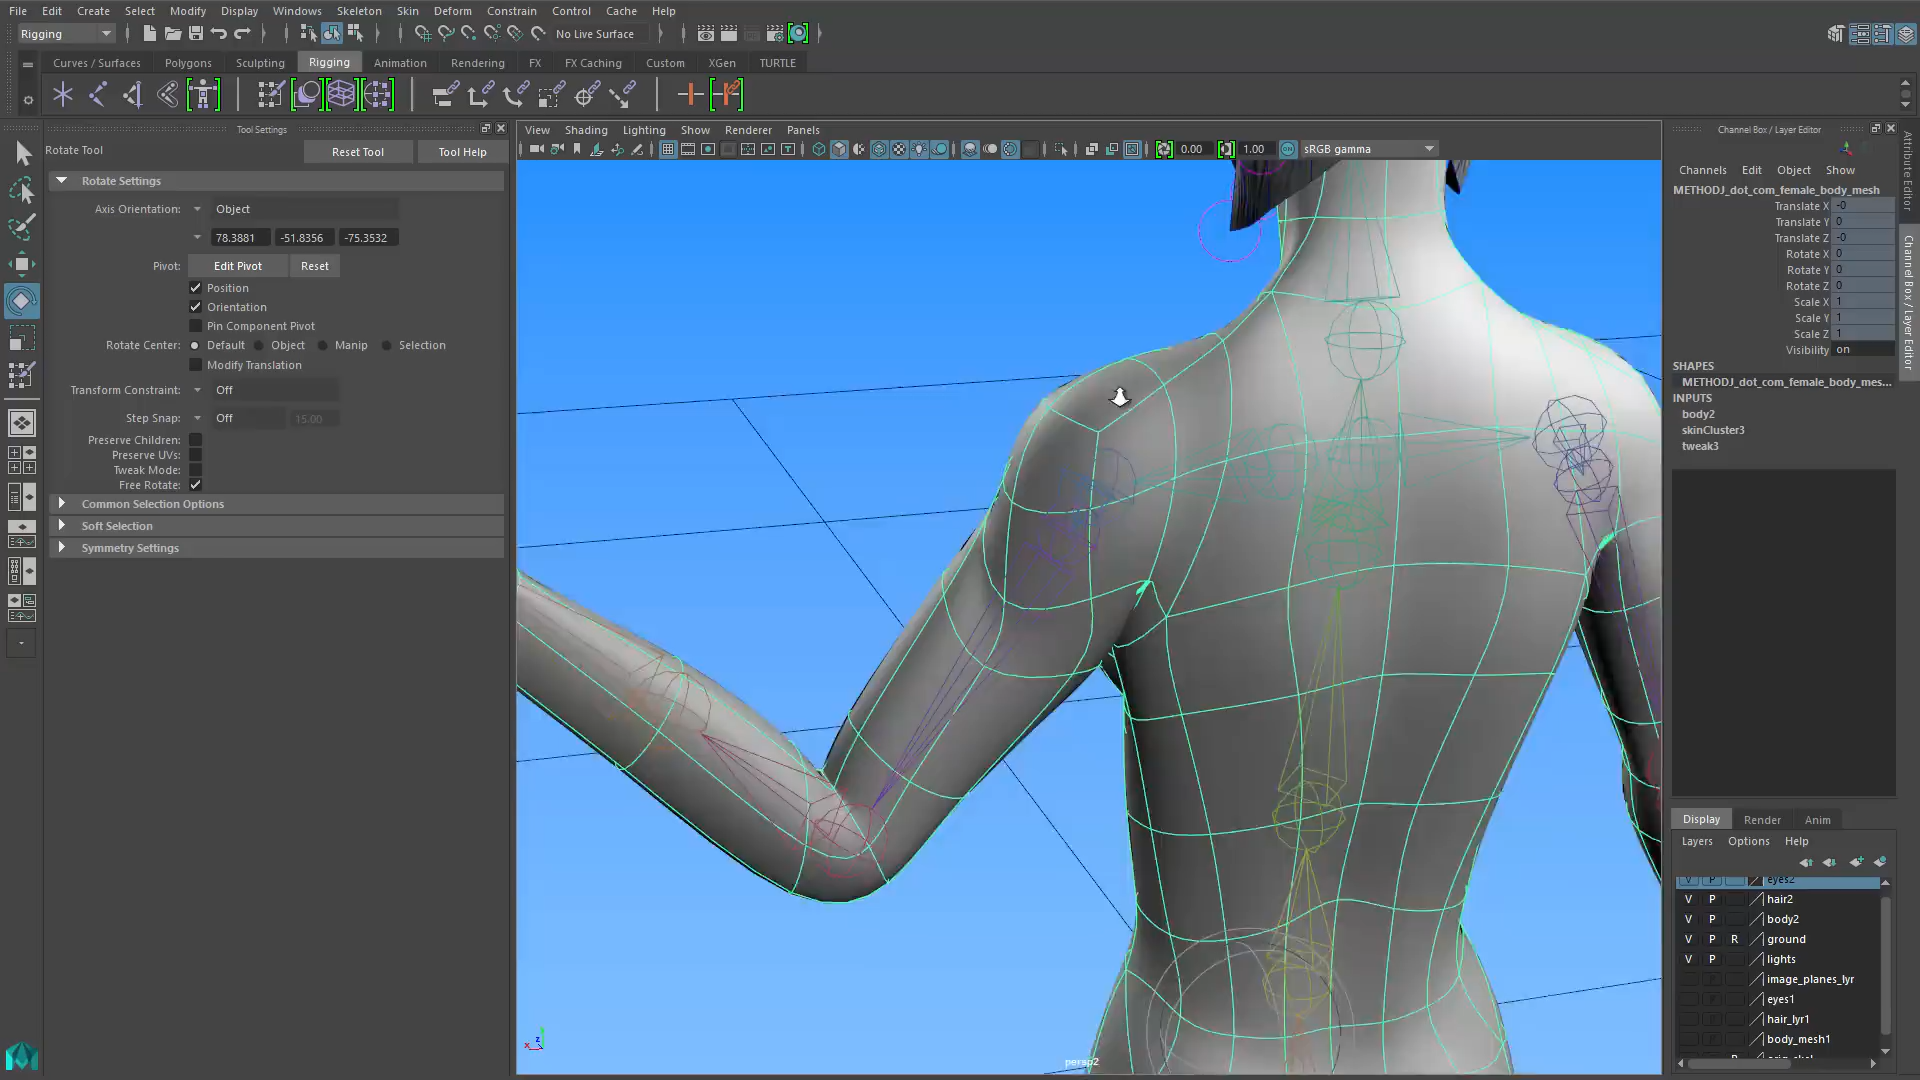 File Edit Create Select Modify Display Windows Skeleton Skin Deform Constrain Control Cache Help
Rigging No Live Surface
Curves / Surfaces Polygons Sculpting Rigging Animation Rendering FX FX Caching Custom XGen TURTLE
Tool Settings
Rotate Tool Reset Tool Tool Help
Rotate Settings
Axis Orientation: Object
78.3881 -51.8356 -75.3532
Pivot: Edit Pivot Reset
Position
Orientation
Pin Component Pivot
Rotate Center: Default Object Manip Selection
Modify Translation
Transform Constraint: Off
Step Snap: Off 15.00
Preserve Children:
Preserve UVs:
Tweak Mode:
Free Rotate:
Common Selection Options
Soft Selection
Symmetry Settings
View Shading Lighting Show Renderer Panels
0.00 1.00 sRGB gamma
persp2
Channel Box / Layer Editor
Channels Edit Object Show
METHODJ_dot_com_female_body_mesh
Translate X -0
Translate Y 0
Translate Z -0
Rotate X 0
Rotate Y 0
Rotate Z 0
Scale X 1
Scale Y 1
Scale Z 1
Visibility on
SHAPES
METHODJ_dot_com_female_body_mes...
INPUTS
body2
skinCluster3
tweak3
Display Render Anim
Layers Options Help
V P eyes2
V P hair2
V P body2
V P R ground
V P lights
image_planes_lyr
eyes1
hair_lyr1
body_mesh1
Attribute Editor
Channel Box / Layer Editor